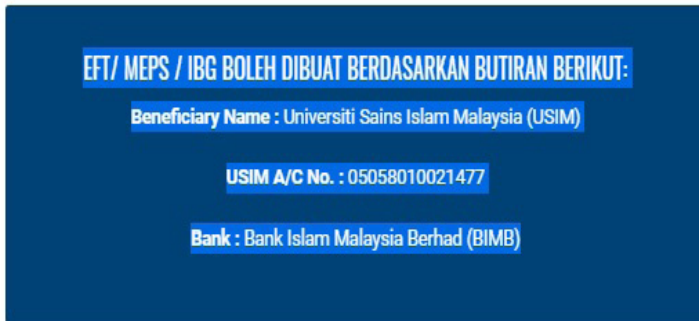 EFT/ MEPS / IBG BOLEH DIBUAT BERDASARKAN BUTIRAN BERIKUT:
Beneficiary Name : Universiti Sains Islam Malaysia (USIM)
USIM A/C No. : 05058010021477
Bank : Bank Islam Malaysia Berhad (BIMB)